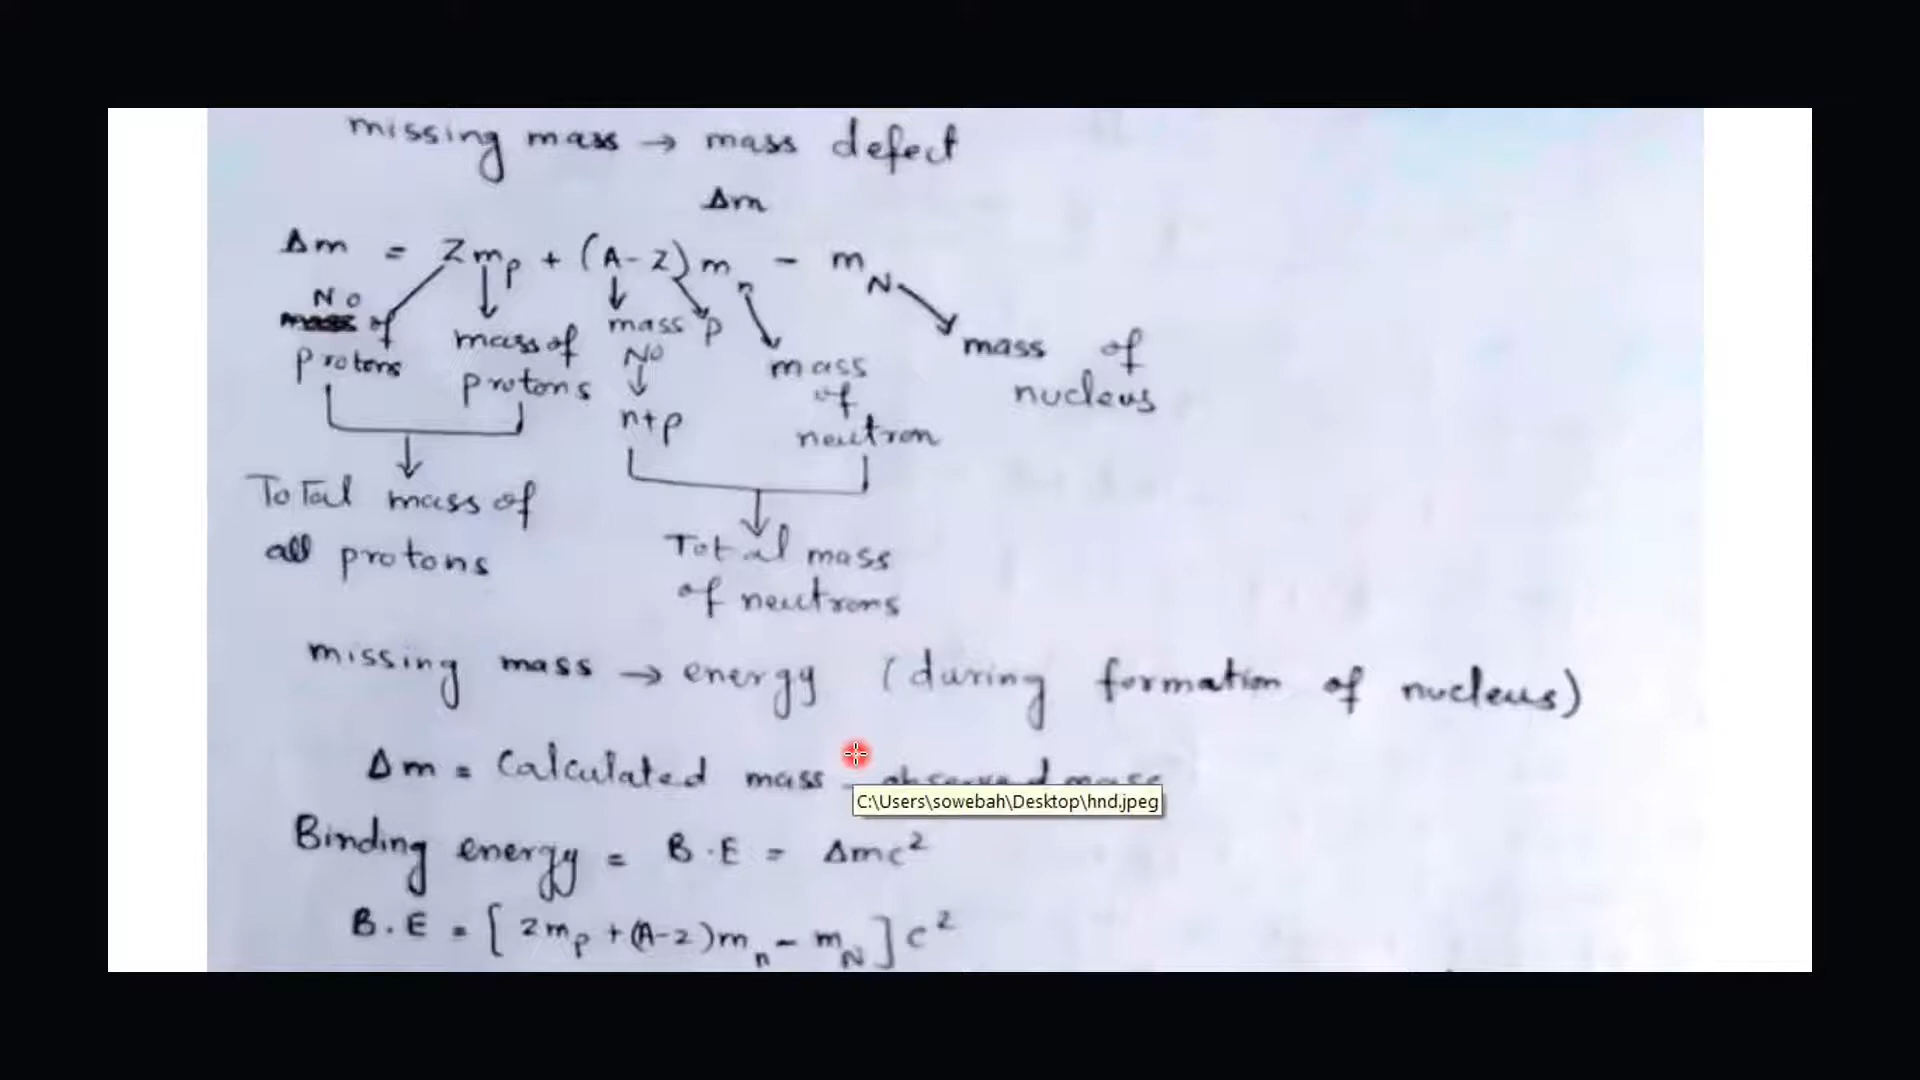 missing mass → mass defect
Δm
Δm = Zmp + (A-Z)mn - mN
No of protons
mass of protons
mass No
n+p
p
mass of neutron
mass of nucleus
Total mass of all protons
Total mass of neutrons
missing mass → energy (during formation of nucleus)
Δm = Calculated mass - observed mass
C:\Users\sowebah\Desktop\hnd.jpeg
Binding energy = B.E = Δmc²
B.E = [Zmp + (A-Z)mn - mN]c²